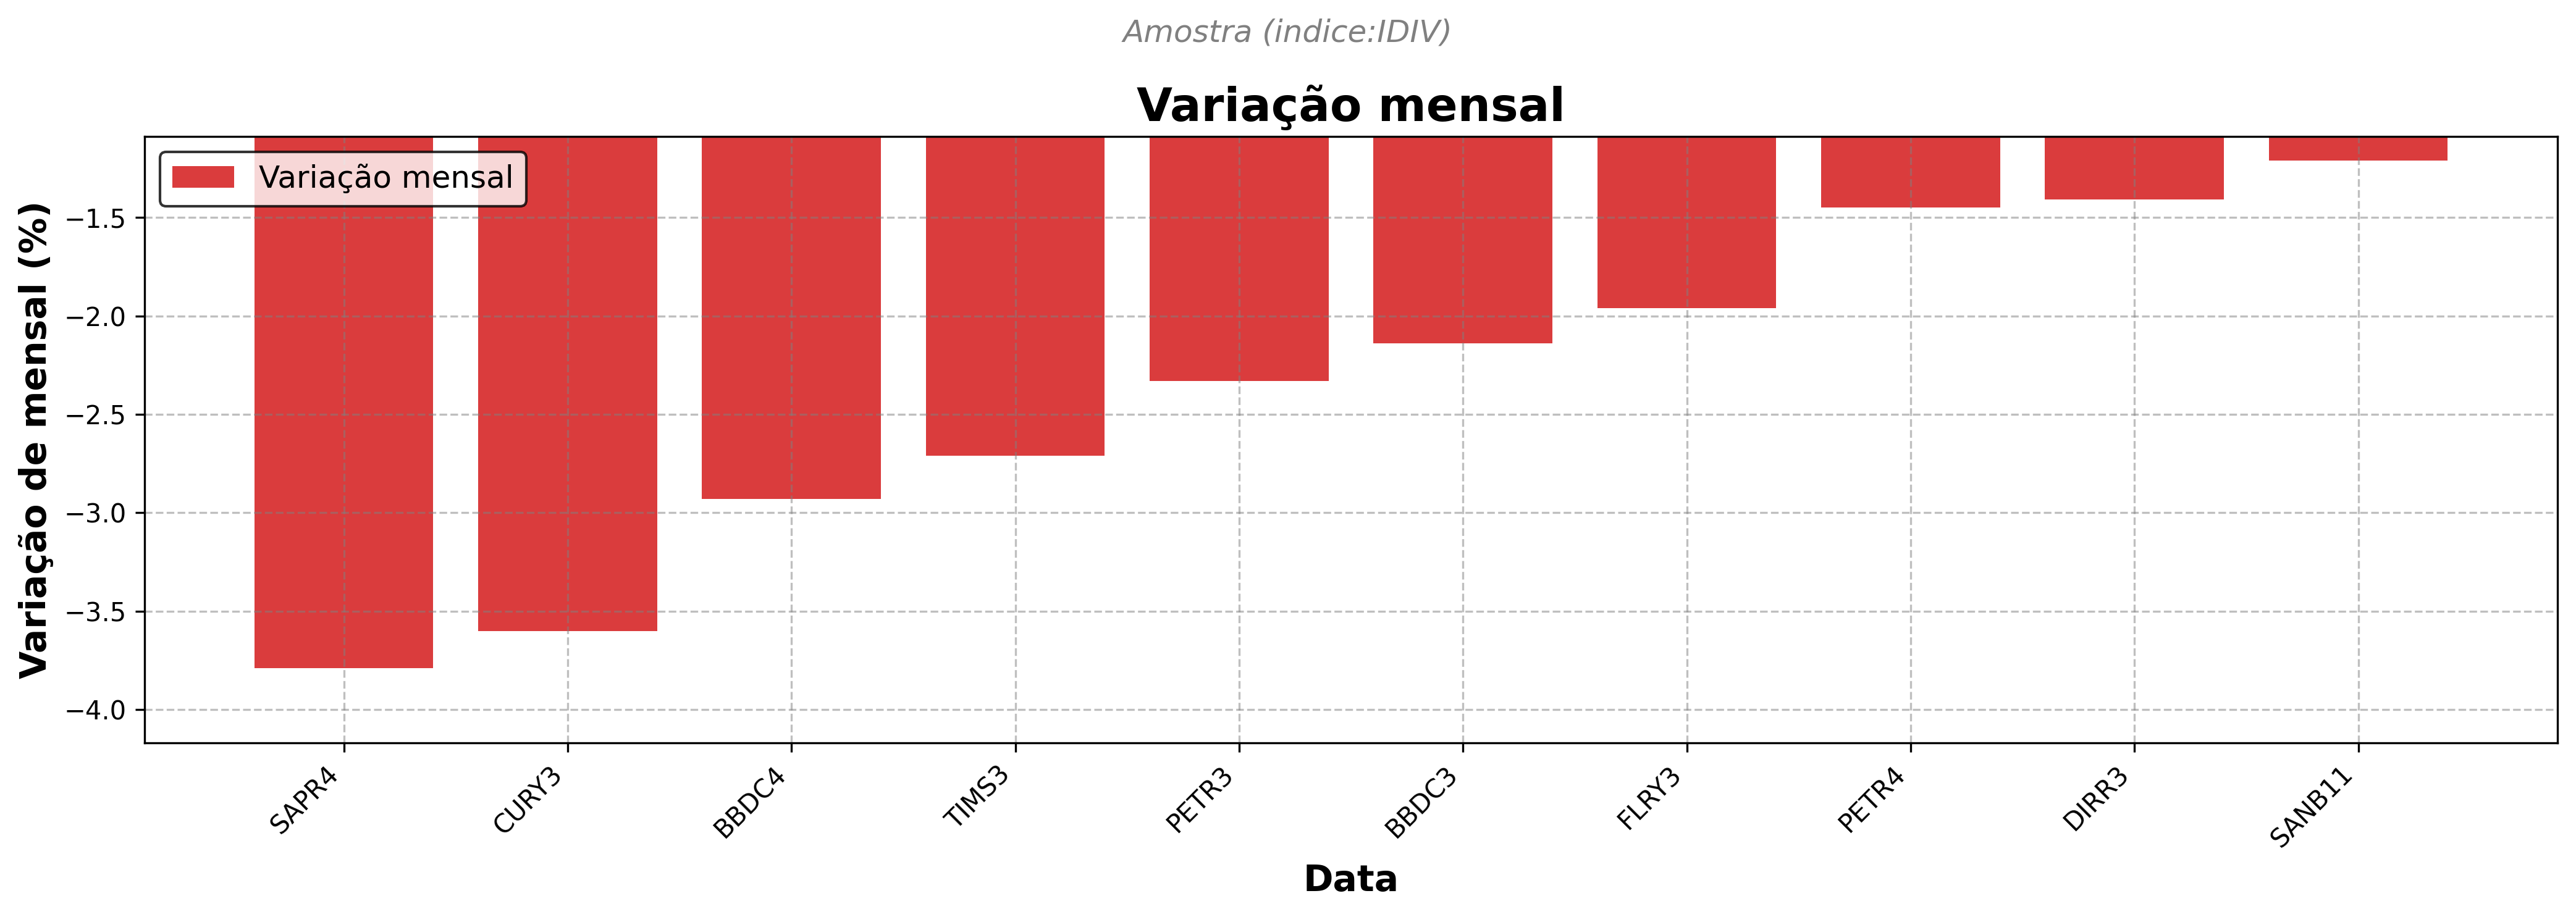 Amostra (indice:IDIV)
Variação mensal
Variação mensal
Variação de mensal (%)
−1.5
−2.0
−2.5
−3.0
−3.5
−4.0
SAPR4
CURY3
BBDC4
TIMS3
PETR3
BBDC3
FLRY3
PETR4
DIRR3
SANB11
Data